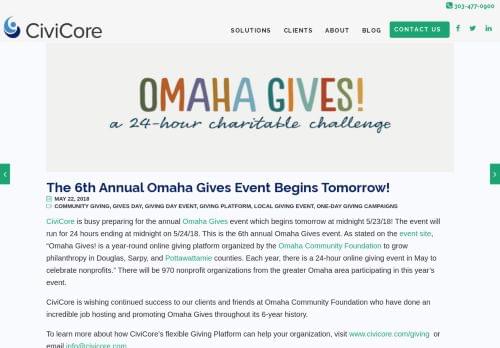 303-477-0900
CiviCore
SOLUTIONS CLIENTS ABOUT BLOG CONTACT US
OMAHA GIVES!
a 24-hour charitable challenge
The 6th Annual Omaha Gives Event Begins Tomorrow!
MAY 22, 2018
COMMUNITY GIVING, GIVES DAY, GIVING DAY EVENT, GIVING PLATFORM, LOCAL GIVING EVENT, ONE-DAY GIVING CAMPAIGNS
CiviCore is busy preparing for the annual Omaha Gives event which begins tomorrow at midnight 5/23/18! The event will
run for 24 hours ending at midnight on 5/24/18. This is the 6th annual Omaha Gives event. As stated on the event site,
“Omaha Gives! is a year-round online giving platform organized by the Omaha Community Foundation to grow
philanthropy in Douglas, Sarpy, and Pottawattamie counties. Each year, there is a 24-hour online giving event in May to
celebrate nonprofits.” There will be 970 nonprofit organizations from the greater Omaha area participating in this year’s
event.
CiviCore is wishing continued success to our clients and friends at Omaha Community Foundation who have done an
incredible job hosting and promoting Omaha Gives throughout its 6-year history.
To learn more about how CiviCore’s flexible Giving Platform can help your organization, visit www.civicore.com/giving or
email info@civicore.com